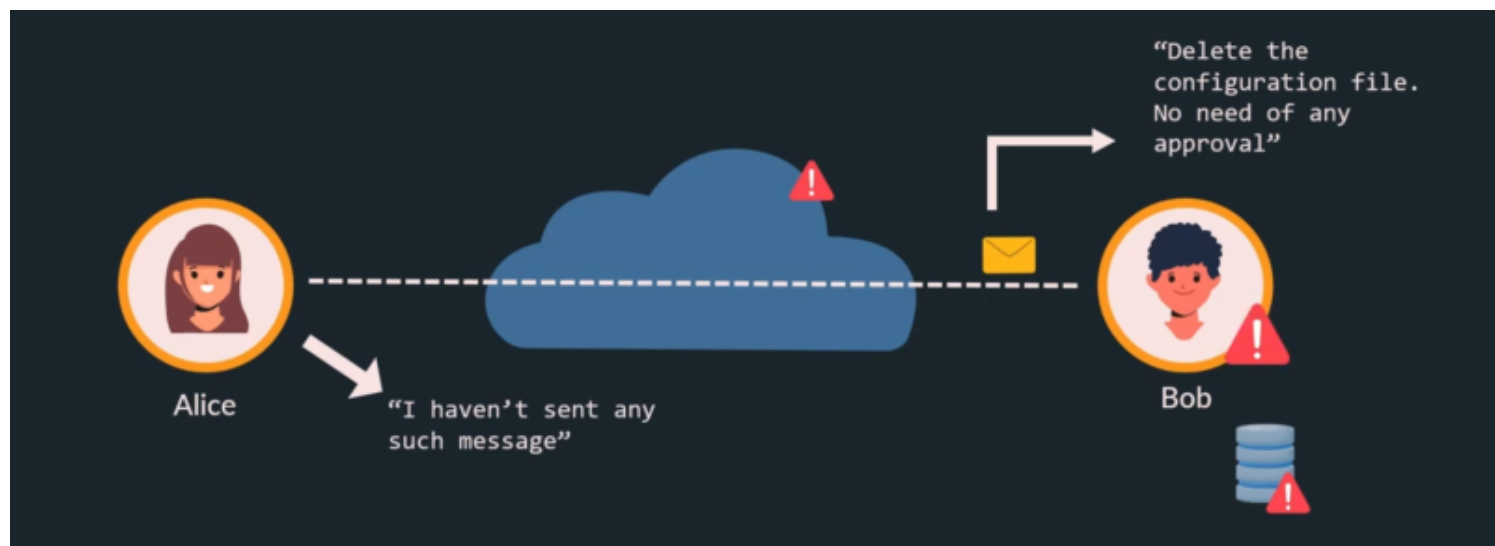 “Delete the
configuration file.
No need of any
approval”
Alice
“I haven’t sent any
such message”
Bob